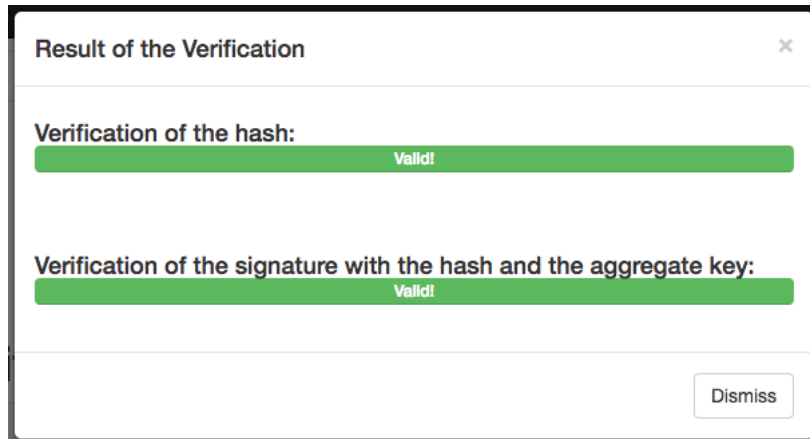 Result of the Verification ×
Verification of the hash:
Valid!
Verification of the signature with the hash and the aggregate key:
Valid!
Dismiss